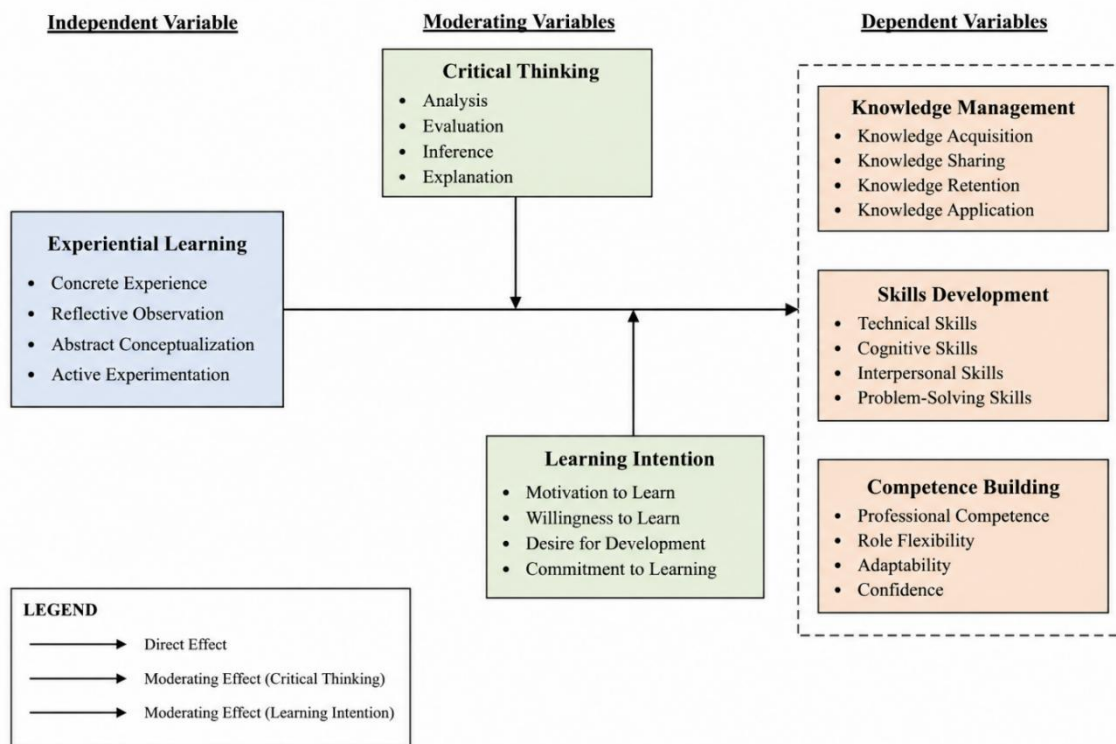 Independent Variable
Moderating Variables
Dependent Variables
Critical Thinking
• Analysis
• Evaluation
• Inference
• Explanation
Experiential Learning
• Concrete Experience
• Reflective Observation
• Abstract Conceptualization
• Active Experimentation
Learning Intention
• Motivation to Learn
• Willingness to Learn
• Desire for Development
• Commitment to Learning
Knowledge Management
• Knowledge Acquisition
• Knowledge Sharing
• Knowledge Retention
• Knowledge Application
Skills Development
• Technical Skills
• Cognitive Skills
• Interpersonal Skills
• Problem-Solving Skills
Competence Building
• Professional Competence
• Role Flexibility
• Adaptability
• Confidence
LEGEND
Direct Effect
Moderating Effect (Critical Thinking)
Moderating Effect (Learning Intention)